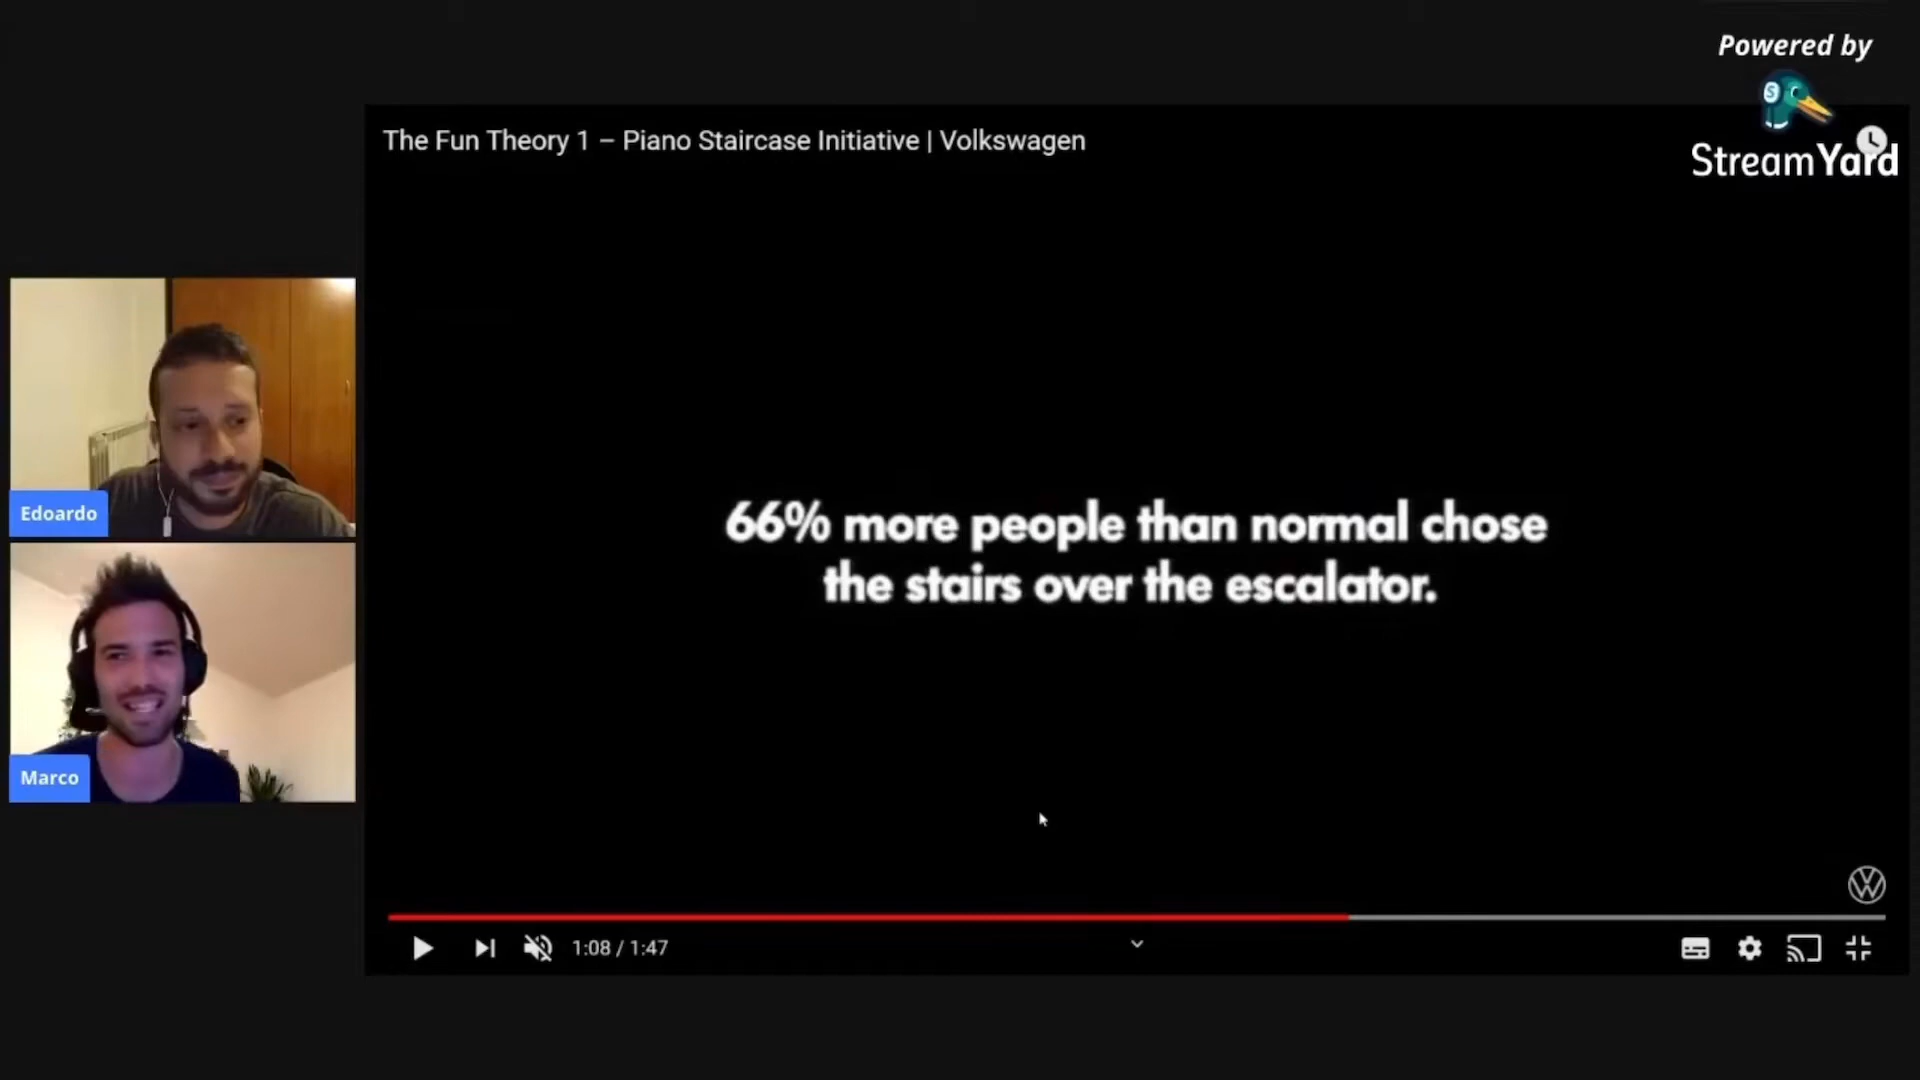 Powered by
StreamYard
The Fun Theory 1 – Piano Staircase Initiative | Volkswagen
66% more people than normal chose
the stairs over the escalator.
Edoardo
Marco
1:08 / 1:47